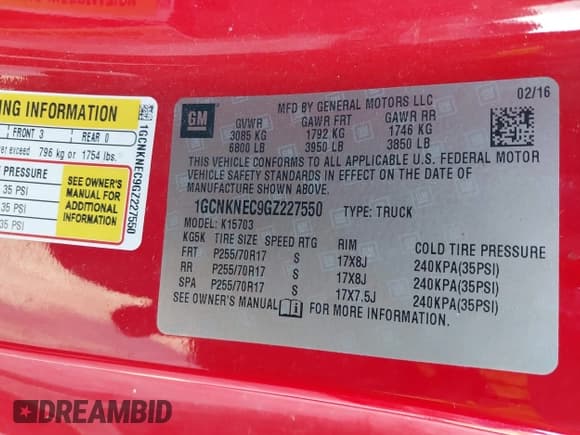 ING INFORMATION
FRONT 3 REAR 0
ver exceed 796 kg or 1754 lbs.
PRESSURE
35 PSI
35 PSI
35 PSI
SEE OWNER'S
MANUAL FOR
ADDITIONAL
INFORMATION
1GCNKNEC9GZ227550
GM
MFD BY GENERAL MOTORS LLC 02/16
GVWR GAWR FRT GAWR RR
3085 KG 1792 KG 1746 KG
6800 LB 3950 LB 3850 LB
THIS VEHICLE CONFORMS TO ALL APPLICABLE U.S. FEDERAL MOTOR
VEHICLE SAFETY STANDARDS IN EFFECT ON THE DATE OF
MANUFACTURE SHOWN ABOVE.
1GCNKNEC9GZ227550 TYPE: TRUCK
MODEL: K15703
KG5K TIRE SIZE SPEED RTG RIM COLD TIRE PRESSURE
FRT P255/70R17 S 17X8J 240KPA(35PSI)
RR P255/70R17 S 17X8J 240KPA(35PSI)
SPA P255/70R17 S 17X7.5J 240KPA(35PSI)
SEE OWNER'S MANUAL FOR MORE INFORMATION.
DREAMBID